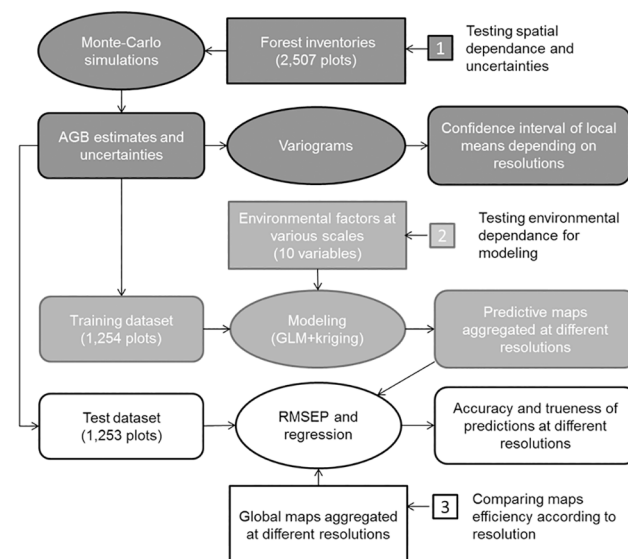 Monte-Carlo
simulations
Forest inventories
(2,507 plots)
1
Testing spatial
dependance and
uncertainties
AGB estimates and
uncertainties
Variograms
Confidence interval of local
means depending on
resolutions
Environmental factors at
various scales
(10 variables)
2
Testing environmental
dependance for
modeling
Training dataset
(1,254 plots)
Modeling
(GLM+kriging)
Predictive maps
aggregated at different
resolutions
Test dataset
(1,253 plots)
RMSEP and
regression
Accuracy and trueness of
predictions at different
resolutions
Global maps aggregated
at different resolutions
3
Comparing maps
efficiency according to
resolution